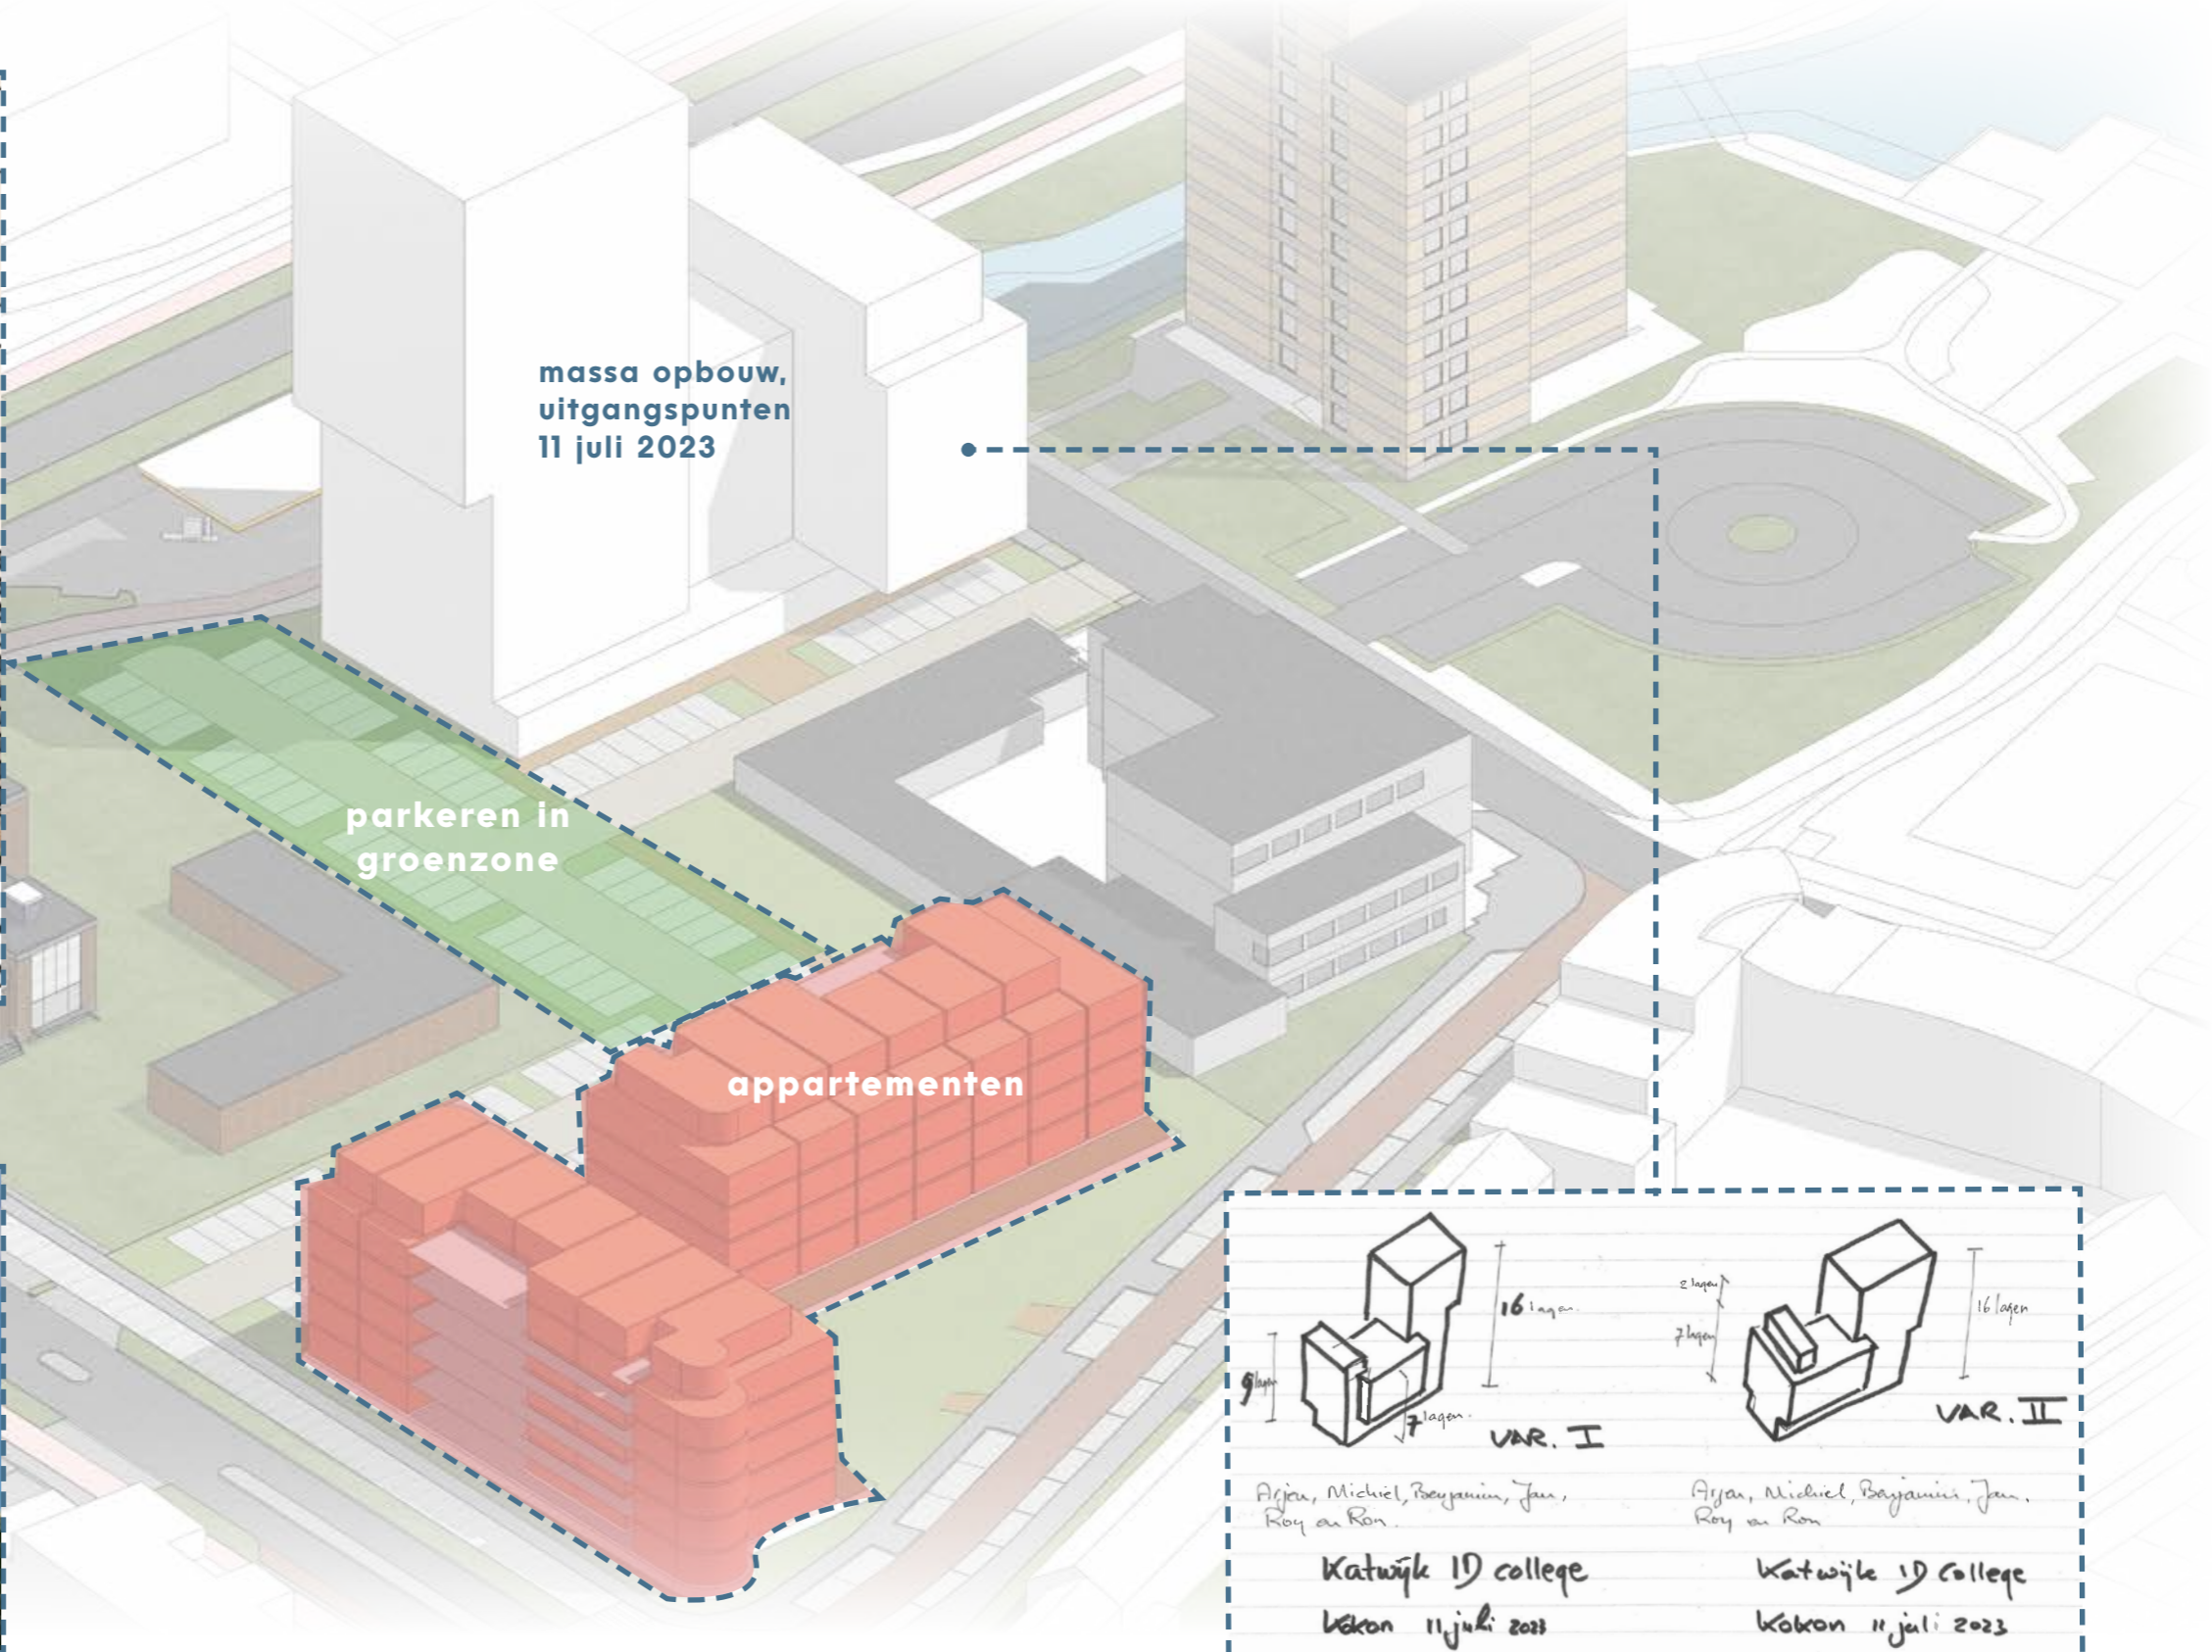 massa opbouw,
uitgangspunten
11 juli 2023
parkeren in
groenzone
appartementen
16 lagen.
9 lagen
7 lagen.
VAR. I
Arjen, Michiel, Benjamin, Jan,
Roy en Ron.
Katwijk ID college
Kokon 11 juli 2023
2 lagen
7 lagen
16 lagen
VAR. II
Arjen, Michiel, Benjamin, Jan.
Roy en Ron
Katwijk ID College
Kokon 11 juli 2023